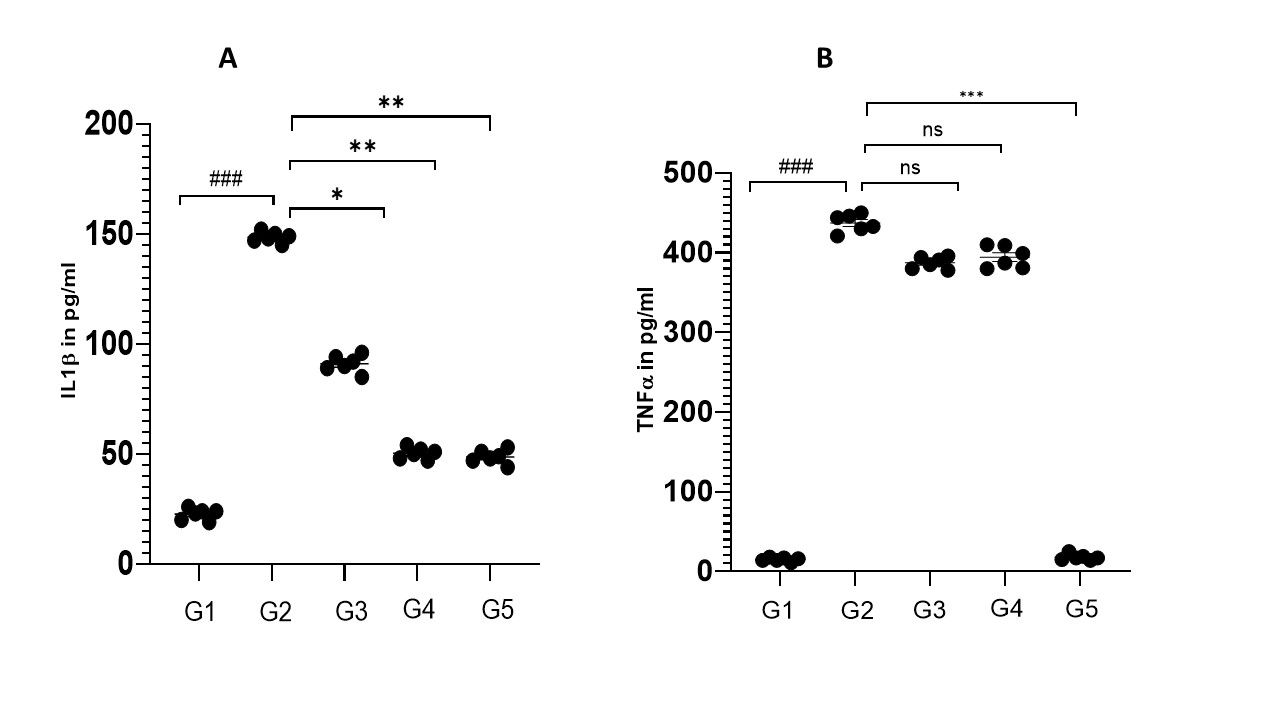 A
**
**
###
*
200
150
100
50
0
IL1β in pg/ml
G1 G2 G3 G4 G5
B
***
ns
###
ns
500
400
300
200
100
0
TNFα in pg/ml
G1 G2 G3 G4 G5